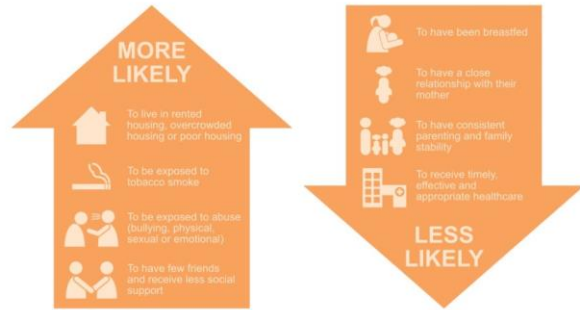 MORE
LIKELY
To live in rented
housing, overcrowded
housing or poor housing
To be exposed to
tobacco smoke
To be exposed to abuse
(bullying, physical,
sexual or emotional)
To have few friends
and receive less social
support
To have been breastfed
To have a close
relationship with their
mother
To have consistent
parenting and family
stability
To receive timely,
effective and
appropriate healthcare
LESS
LIKELY